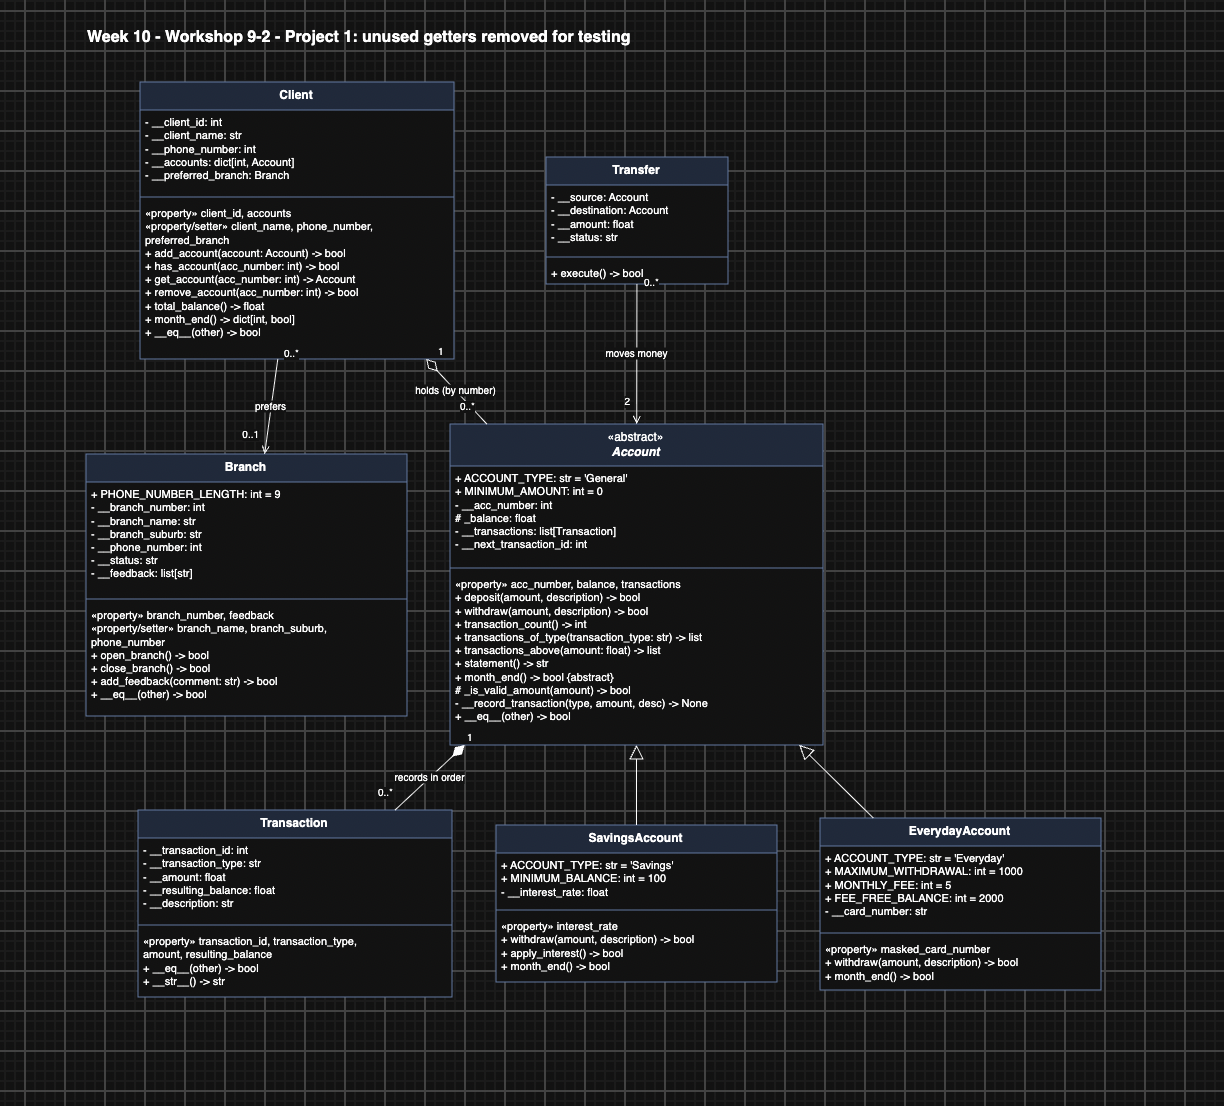 Week 10 - Workshop 9-2 - Project 1: unused getters removed for testing
Client
- __client_id: int
- __client_name: str
- __phone_number: int
- __accounts: dict[int, Account]
- __preferred_branch: Branch
«property» client_id, accounts
«property/setter» client_name, phone_number,
preferred_branch
+ add_account(account: Account) -> bool
+ has_account(acc_number: int) -> bool
+ get_account(acc_number: int) -> Account
+ remove_account(acc_number: int) -> bool
+ total_balance() -> float
+ month_end() -> dict[int, bool]
+ __eq__(other) -> bool
Transfer
- __source: Account
- __destination: Account
- __amount: float
- __status: str
+ execute() -> bool
0..*
moves money
2
0..*
prefers
0..1
1
holds (by number)
0..*
Branch
+ PHONE_NUMBER_LENGTH: int = 9
- __branch_number: int
- __branch_name: str
- __branch_suburb: str
- __phone_number: int
- __status: str
- __feedback: list[str]
«property» branch_number, feedback
«property/setter» branch_name, branch_suburb,
phone_number
+ open_branch() -> bool
+ close_branch() -> bool
+ add_feedback(comment: str) -> bool
+ __eq__(other) -> bool
«abstract»
Account
+ ACCOUNT_TYPE: str = 'General'
+ MINIMUM_AMOUNT: int = 0
- __acc_number: int
# _balance: float
- __transactions: list[Transaction]
- __next_transaction_id: int
«property» acc_number, balance, transactions
+ deposit(amount, description) -> bool
+ withdraw(amount, description) -> bool
+ transaction_count() -> int
+ transactions_of_type(transaction_type: str) -> list
+ transactions_above(amount: float) -> list
+ statement() -> str
+ month_end() -> bool {abstract}
# _is_valid_amount(amount) -> bool
- __record_transaction(type, amount, desc) -> None
+ __eq__(other) -> bool
1
records in order
0..*
Transaction
- __transaction_id: int
- __transaction_type: str
- __amount: float
- __resulting_balance: float
- __description: str
«property» transaction_id, transaction_type,
amount, resulting_balance
+ __eq__(other) -> bool
+ __str__() -> str
SavingsAccount
+ ACCOUNT_TYPE: str = 'Savings'
+ MINIMUM_BALANCE: int = 100
- __interest_rate: float
«property» interest_rate
+ withdraw(amount, description) -> bool
+ apply_interest() -> bool
+ month_end() -> bool
EverydayAccount
+ ACCOUNT_TYPE: str = 'Everyday'
+ MAXIMUM_WITHDRAWAL: int = 1000
+ MONTHLY_FEE: int = 5
+ FEE_FREE_BALANCE: int = 2000
- __card_number: str
«property» masked_card_number
+ withdraw(amount, description) -> bool
+ month_end() -> bool